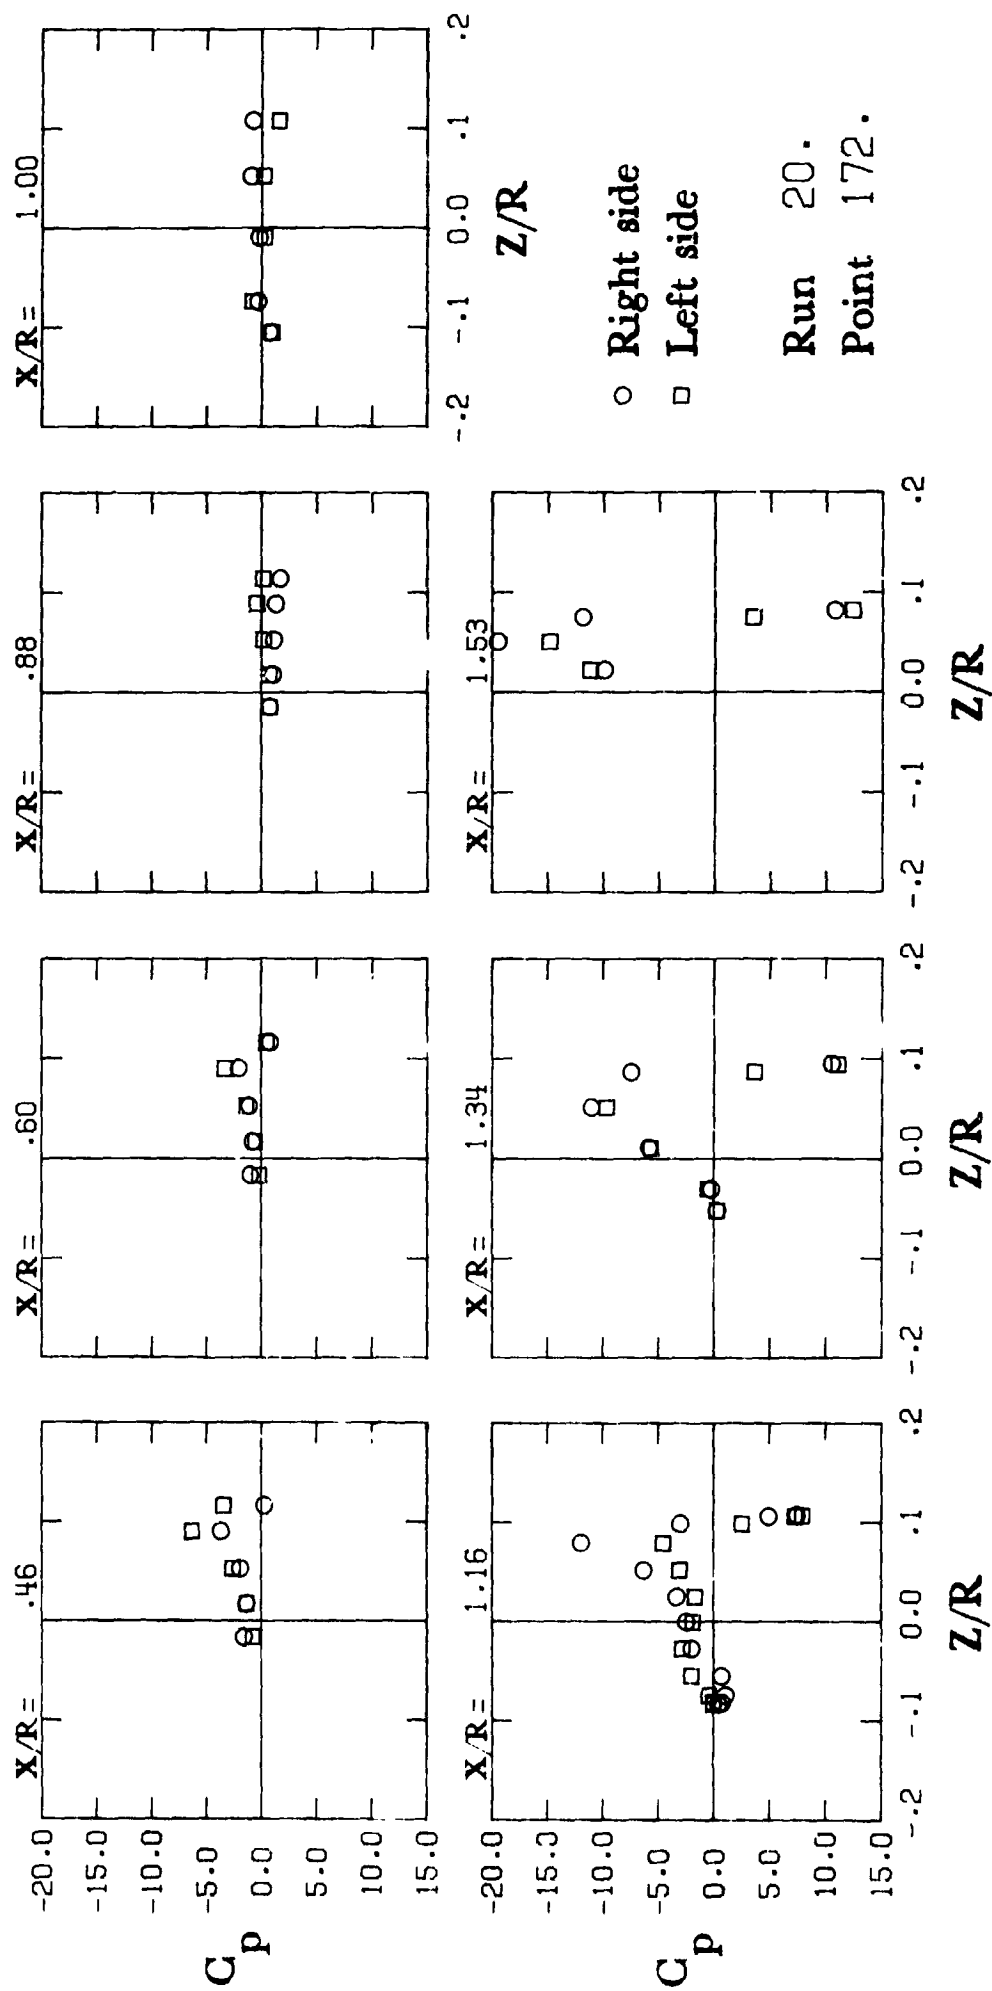 X/R= .46
X/R= .60
X/R= .88
X/R= 1.00
-20.0
-15.0
-10.0
-5.0
0.0
5.0
10.0
15.0
C p
-.2 -.1 0.0 .1 .2
Z/R
X/R= 1.16
X/R= 1.34
X/R= 1.53
-20.0
-15.0
-10.0
-5.0
0.0
5.0
10.0
15.0
C p
-.2 -.1 0.0 .1 .2
Z/R
-.2 -.1 0.0 .1 .2
Z/R
-.2 -.1 0.0 .1 .2
Z/R
Right side
Left side
Run 20.
Point 172.